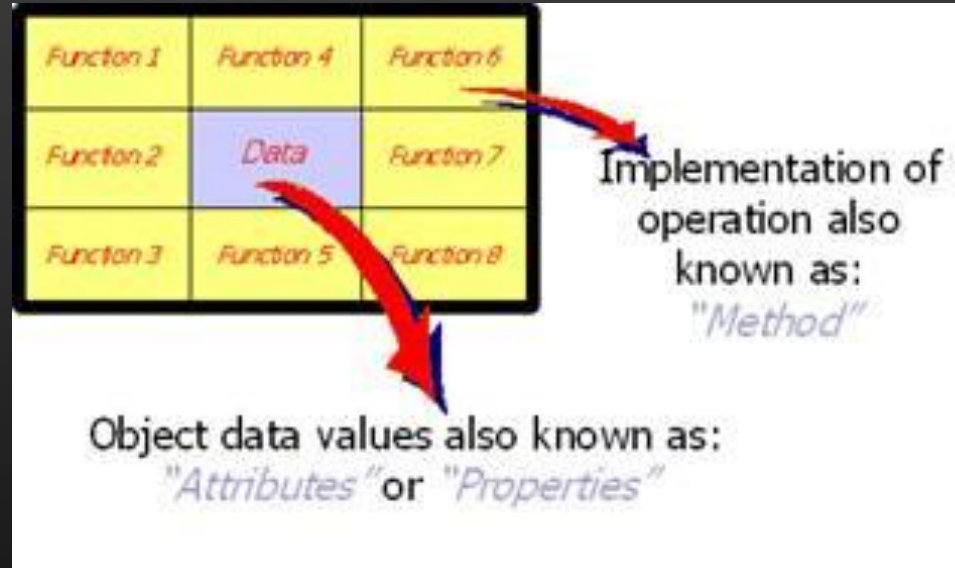 Function 1 Function 4 Function 6
Function 2 Data Function 7
Function 3 Function 5 Function 8
Implementation of
operation also
known as:
"Method"
Object data values also known as:
"Attributes" or "Properties"